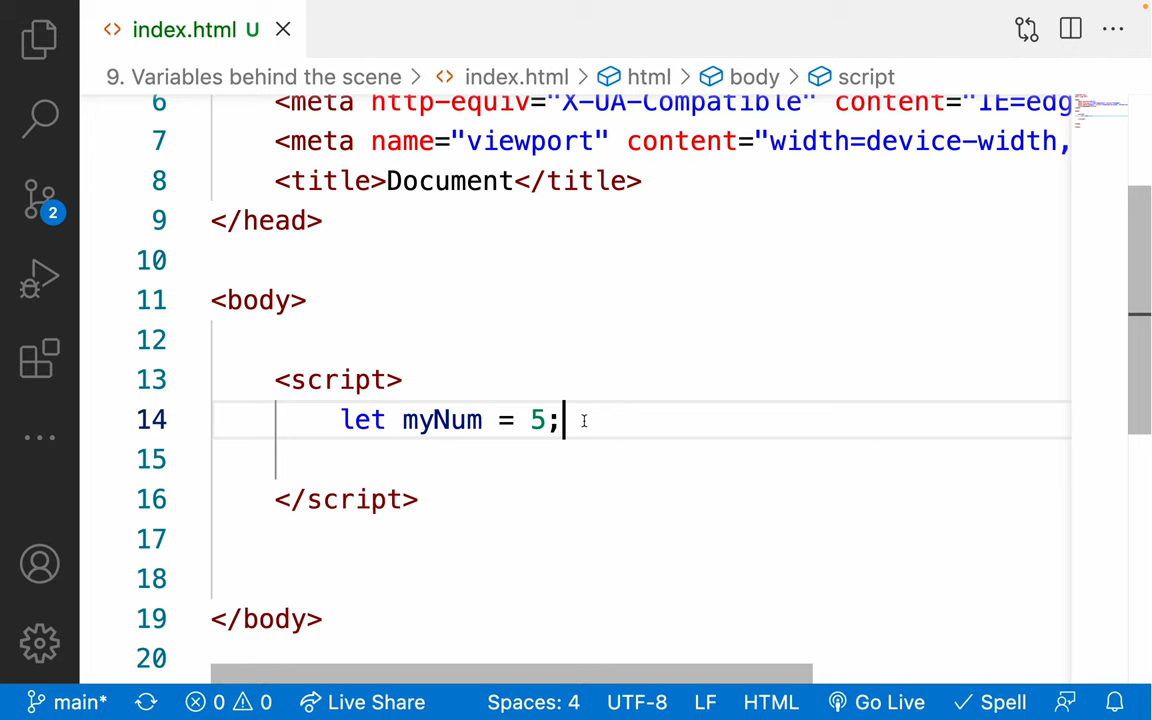 index.html U
9. Variables behind the scene > index.html > html > body > script
6 <meta http-equiv="X-UA-Compatible" content="IE=edg
7 <meta name="viewport" content="width=device-width,
8 <title>Document</title>
9 </head>
10
11 <body>
12
13 <script>
14 let myNum = 5;
15
16 </script>
17
18
19 </body>
20
2
main* 0 0 Live Share Spaces: 4 UTF-8 LF HTML Go Live Spell